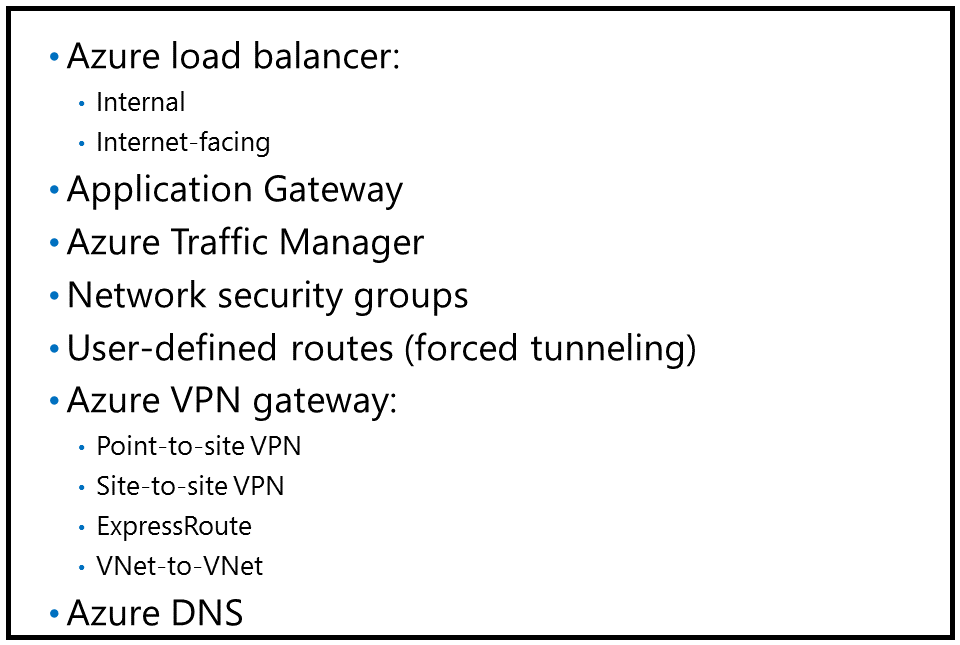 • Azure load balancer:
• Internal
• Internet-facing
• Application Gateway
• Azure Traffic Manager
• Network security groups
• User-defined routes (forced tunneling)
• Azure VPN gateway:
• Point-to-site VPN
• Site-to-site VPN
• ExpressRoute
• VNet-to-VNet
• Azure DNS